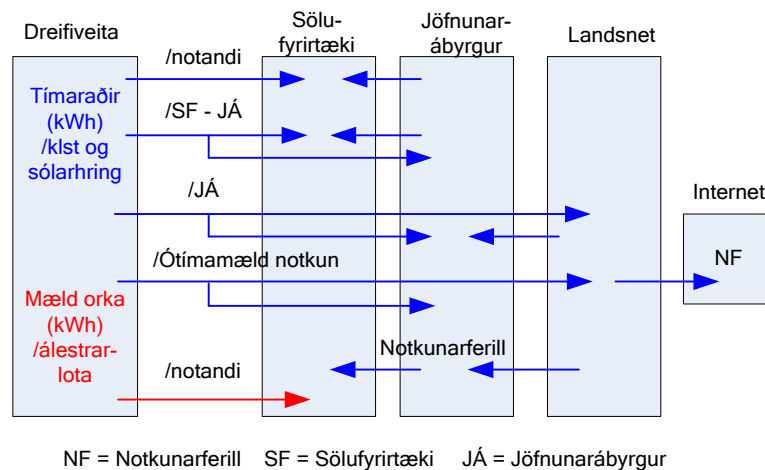 Dreifiveita
Sölu-
fyrirtæki
Jöfnunar-
ábyrgur
Landsnet
/notandi
Tímaraðir
(kWh)
/klst og
sólarhring
/SF - JÁ
/JÁ
Internet
/Ótímamæld notkun
NF
Mæld orka
(kWh)
/álestrar-
lota
Notkunarferill
/notandi
NF = Notkunarferill SF = Sölufyrirtæki JÁ = Jöfnunarábyrgur